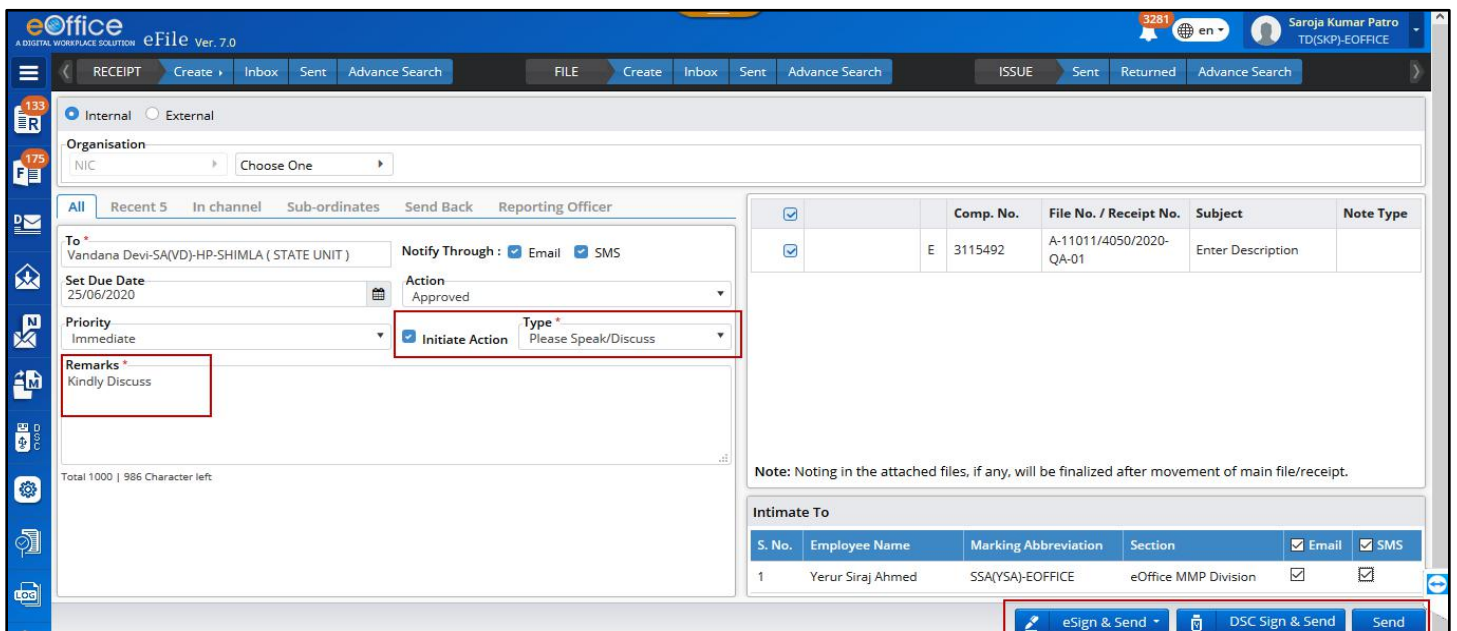 eOffice
A DIGITAL WORKPLACE SOLUTION eFile Ver. 7.0
3281 en Saroja Kumar Patro
TD(SKP)-EOFFICE
RECEIPT Create Inbox Sent Advance Search FILE Create Inbox Sent Advance Search ISSUE Sent Returned Advance Search
133
R
Internal External
Organisation
NIC Choose One
175
F
All Recent 5 In channel Sub-ordinates Send Back Reporting Officer
D
Comp. No. File No. / Receipt No. Subject Note Type
To *
Vandana Devi-SA(VD)-HP-SHIMLA ( STATE UNIT ) Notify Through : Email SMS
E 3115492 A-11011/4050/2020-QA-01 Enter Description
Set Due Date
25/06/2020
Action
Approved
N
Priority
Immediate
Initiate Action
Type *
Please Speak/Discuss
Remarks *
Kindly Discuss
M
DSC
Total 1000 | 986 Character left
Note: Noting in the attached files, if any, will be finalized after movement of main file/receipt.
Intimate To
S. No. Employee Name Marking Abbreviation Section Email SMS
1 Yerur Siraj Ahmed SSA(YSA)-EOFFICE eOffice MMP Division
LOG
eSign & Send DSC Sign & Send Send